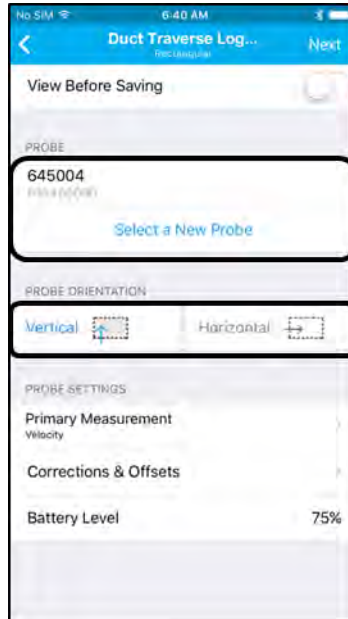 No SIM 6:40 AM
Duct Traverse Log... Next
Rectangular
View Before Saving
PROBE
645004
Select a New Probe
PROBE ORIENTATION
Vertical Horizontal
PROBE SETTINGS
Primary Measurement
Velocity
Corrections & Offsets
Battery Level 75%